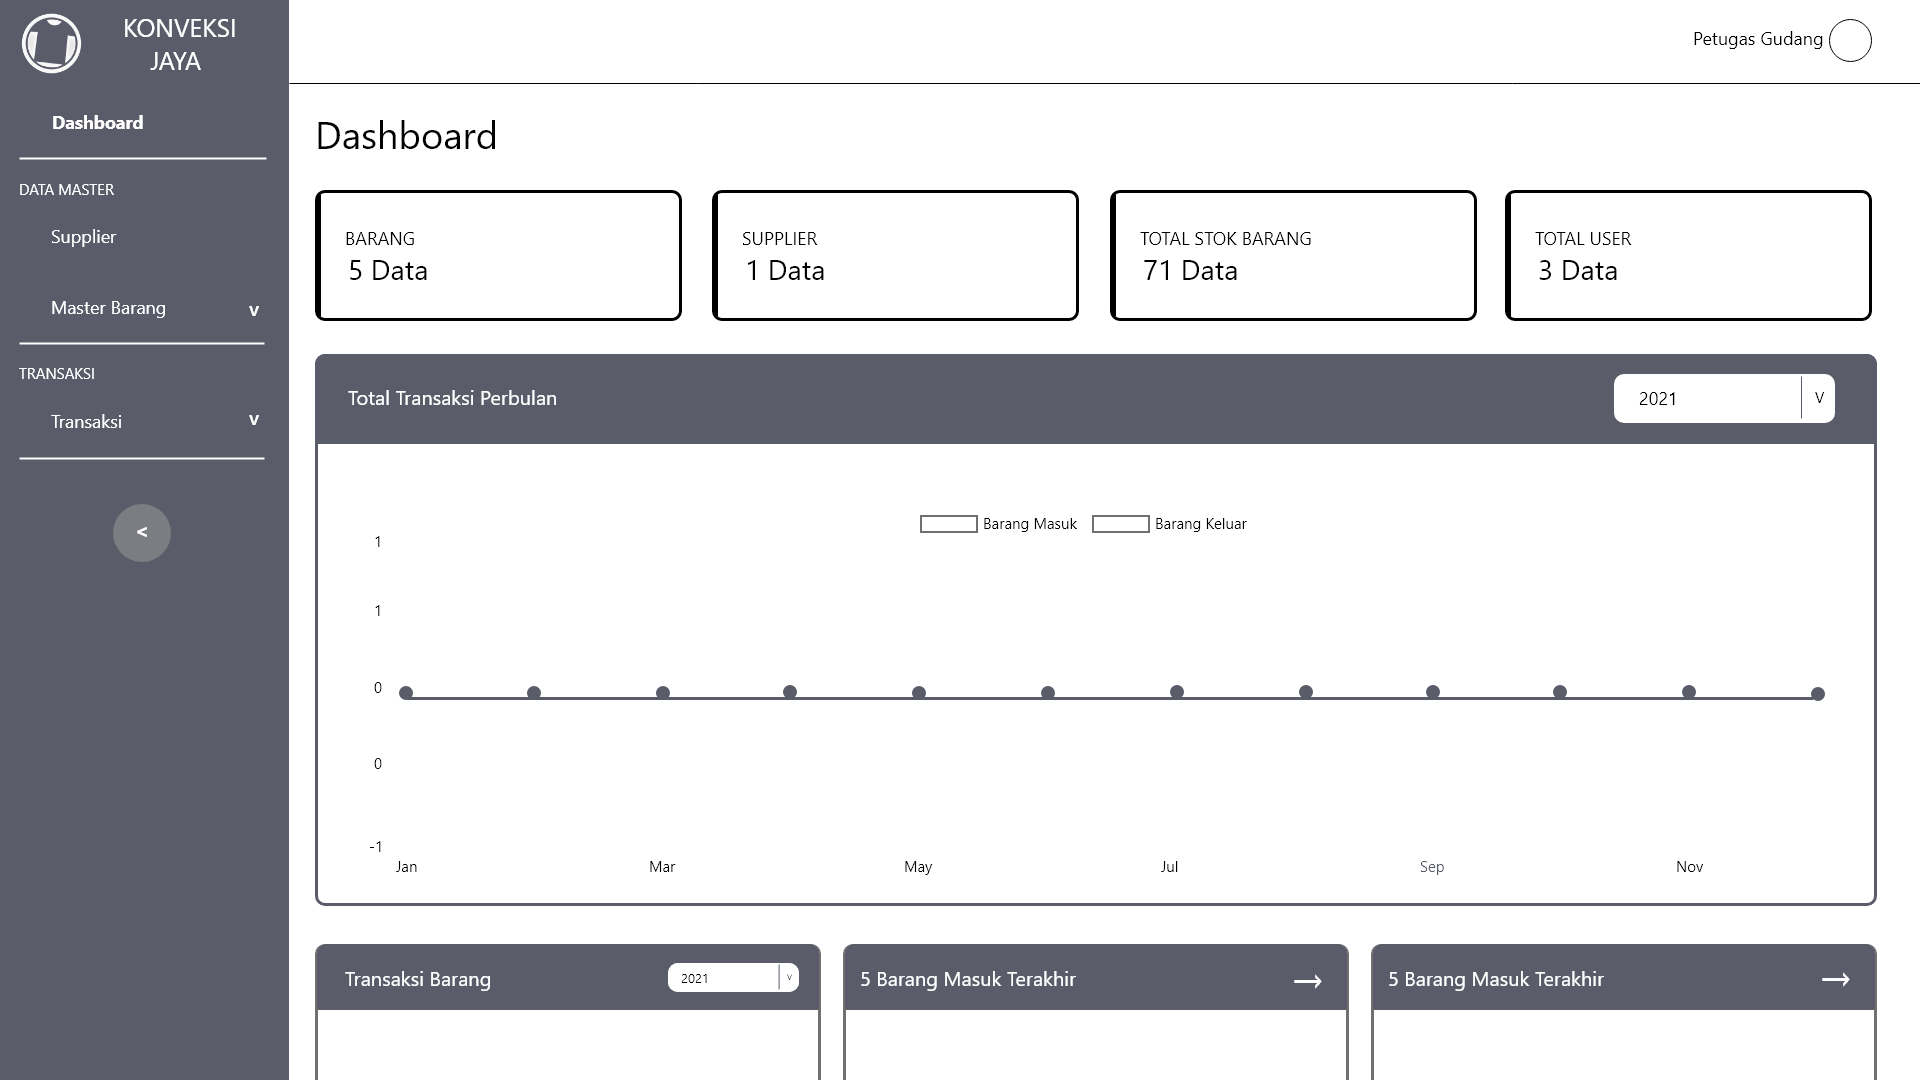 KONVEKSI
JAYA
Petugas Gudang
Dashboard
DATA MASTER
Supplier
Master Barang v
TRANSAKSI
Transaksi v
<
Dashboard
BARANG
5 Data
SUPPLIER
1 Data
TOTAL STOK BARANG
71 Data
TOTAL USER
3 Data
Total Transaksi Perbulan
2021 V
Barang Masuk Barang Keluar
1
1
0
0
-1
Jan Mar May Jul Sep Nov
Transaksi Barang 2021 V
5 Barang Masuk Terakhir →
5 Barang Masuk Terakhir →